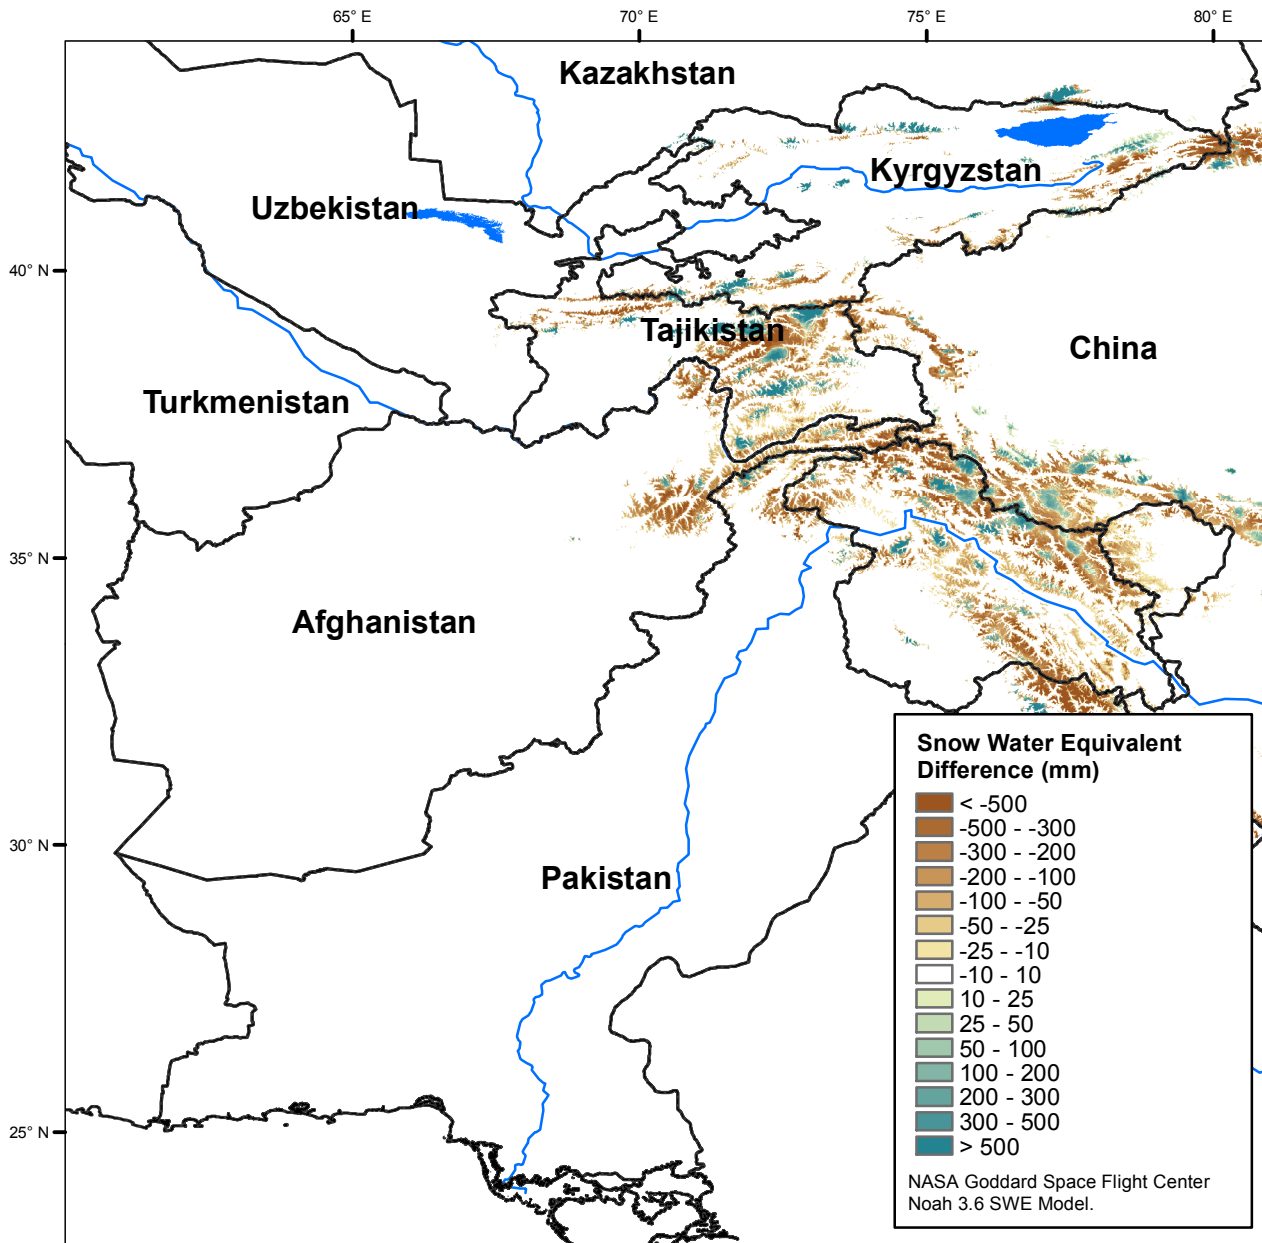 65° E
70° E
75° E
80° E
Kazakhstan
Kyrgyzstan
Uzbekistan
40° N
Tajikistan
China
Turkmenistan
35° N
Afghanistan
30° N
Pakistan
25° N
Snow Water Equivalent
Difference (mm)
< -500
-500 - -300
-300 - -200
-200 - -100
-100 - -50
-50 - -25
-25 - -10
-10 - 10
10 - 25
25 - 50
50 - 100
100 - 200
200 - 300
300 - 500
> 500
NASA Goddard Space Flight Center
Noah 3.6 SWE Model.